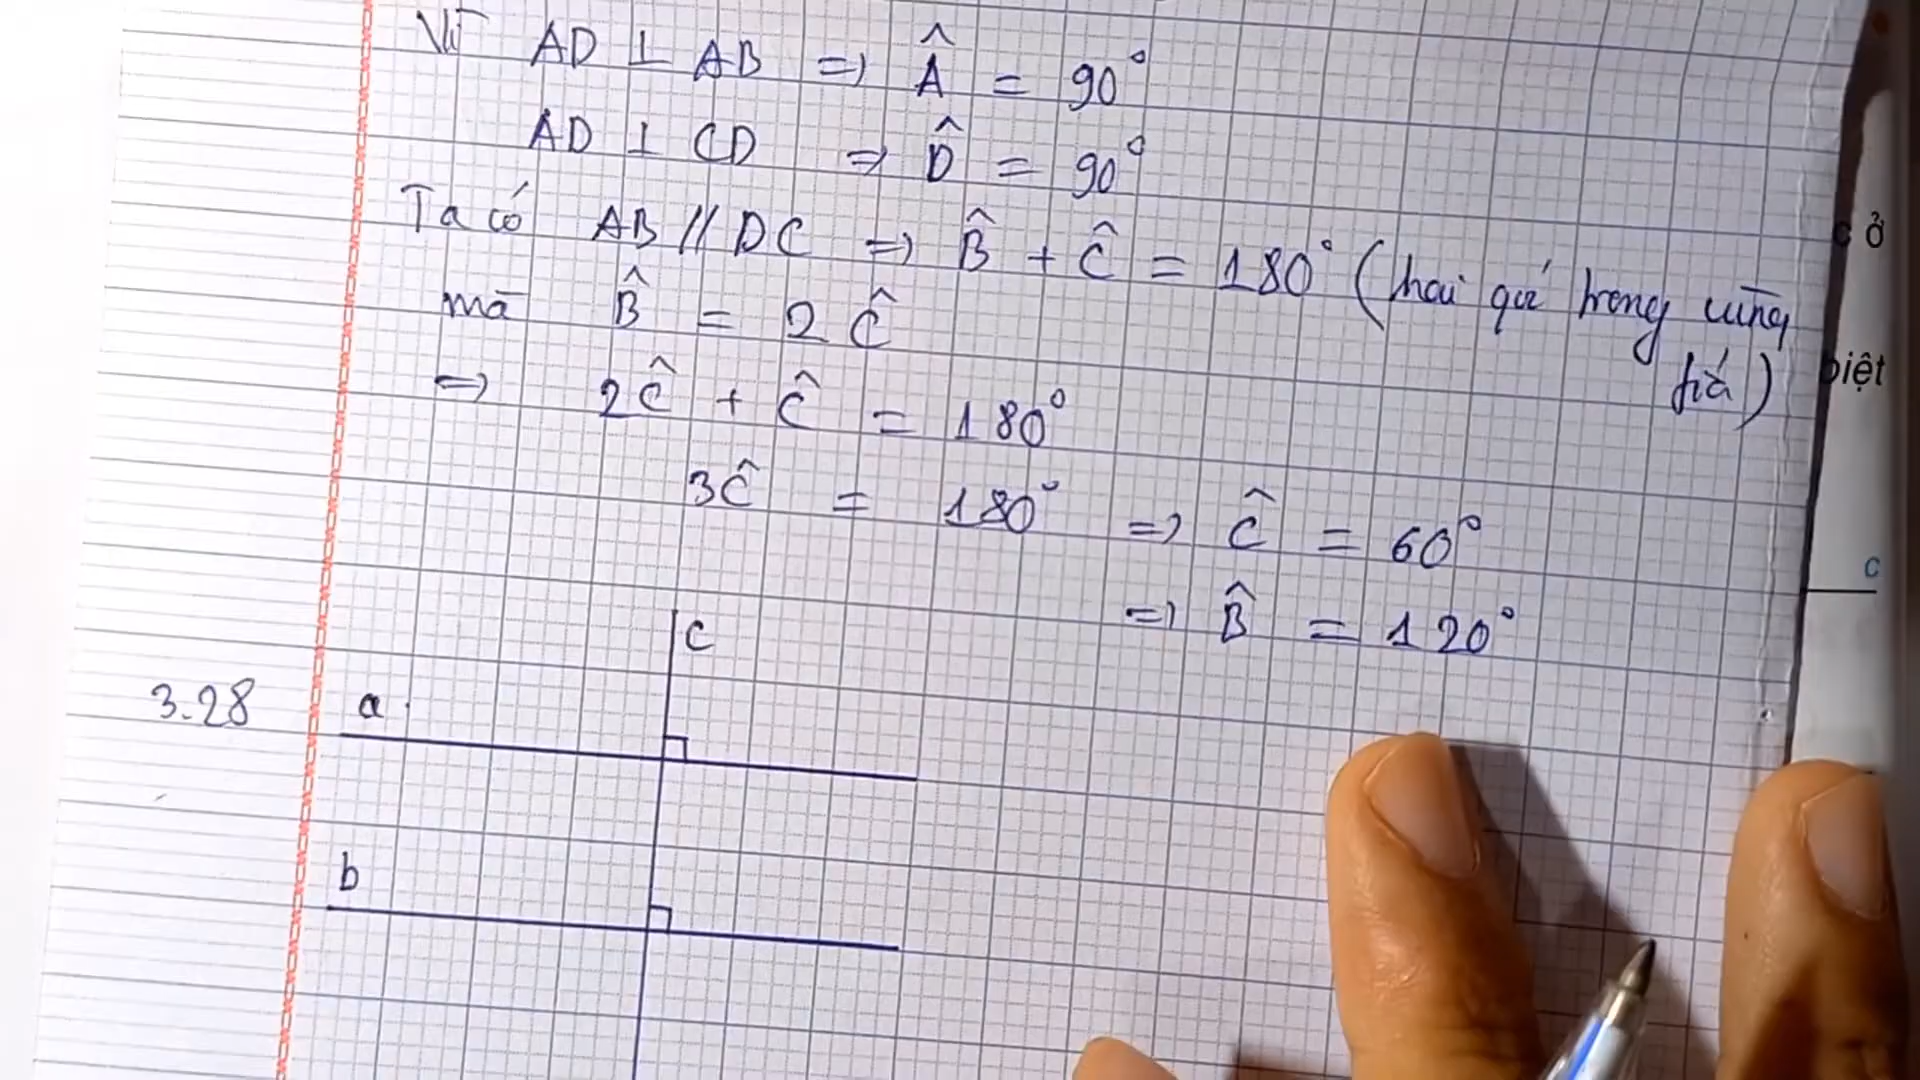 Vì AD ⊥ AB => Â = 90°
AD ⊥ CD => D̂ = 90°
Ta có AB // DC => B̂ + Ĉ = 180° (hai góc trong cùng
phía)
mà B̂ = 2Ĉ
=> 2Ĉ + Ĉ = 180°
3Ĉ = 180° => Ĉ = 60°
=> B̂ = 120°
c
3.28 a
b
c ở
biệt
c